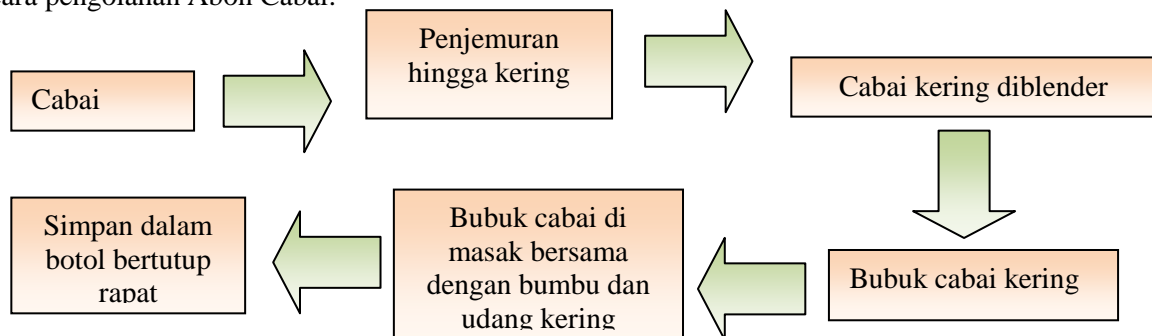 cara pengolahan Abon Cabai:
Cabai
Penjemuran
hingga kering
Cabai kering diblender
Bubuk cabai kering
Bubuk cabai di
masak bersama
dengan bumbu dan
udang kering
Simpan dalam
botol bertutup
rapat